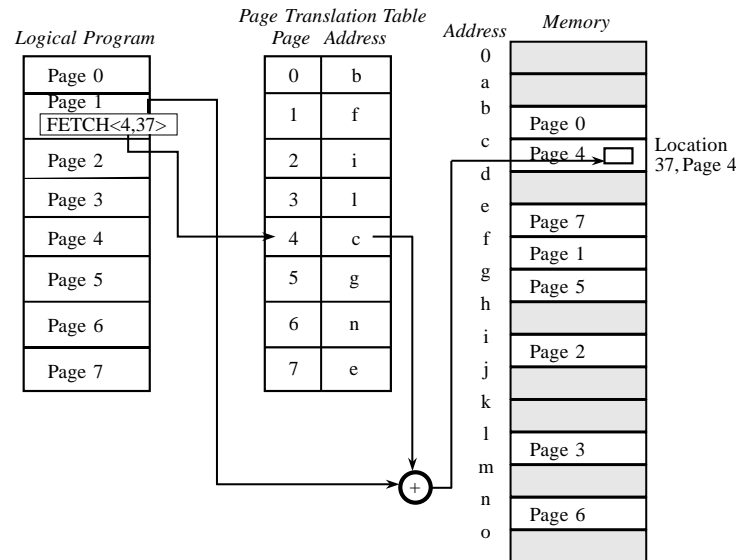 Page Translation Table
Logical Program
Page Address
Address
Memory
Page 0
Page 1
FETCH<4,37>
Page 2
Page 3
Page 4
Page 5
Page 6
Page 7
0 b
1 f
2 i
3 l
4 c
5 g
6 n
7 e
+
0
a
b
c
d
e
f
g
h
i
j
k
l
m
n
o
Page 0
Page 4
Page 7
Page 1
Page 5
Page 2
Page 3
Page 6
Location
37, Page 4